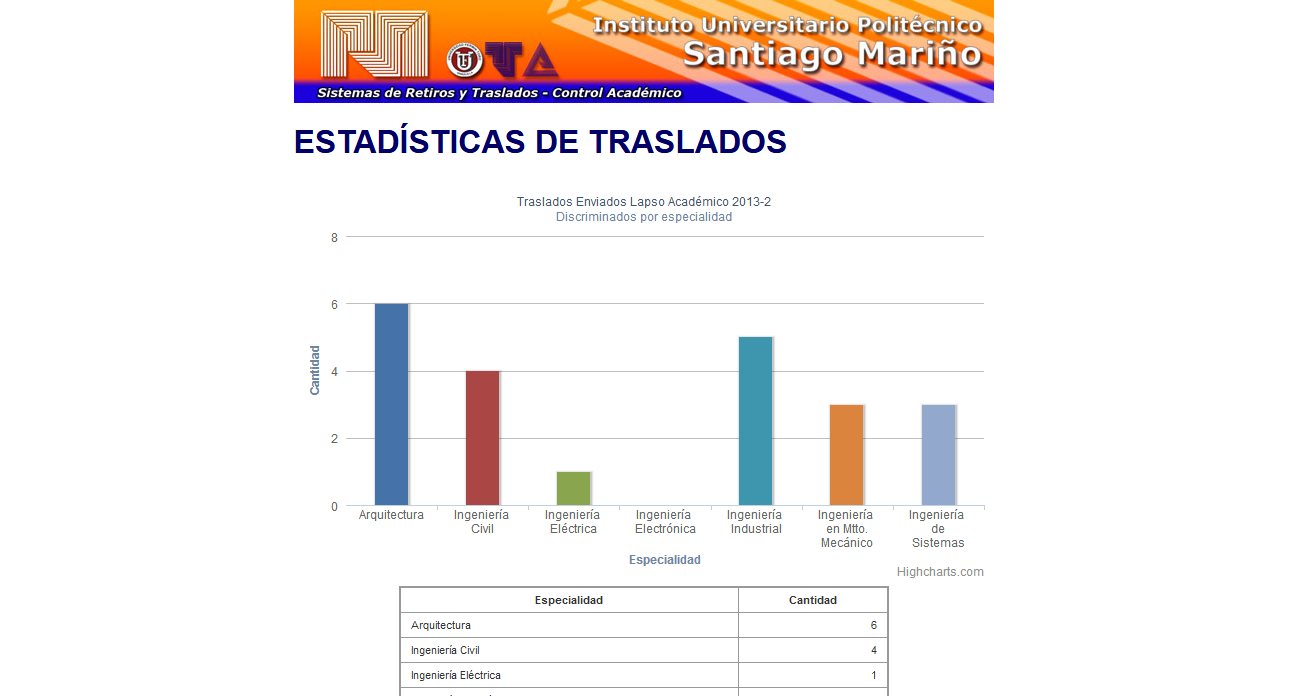 Instituto Universitario Politécnico
Santiago Mariño
Sistemas de Retiros y Traslados - Control Académico
ESTADÍSTICAS DE TRASLADOS
Traslados Enviados Lapso Académico 2013-2
Discriminados por especialidad
8
6
4
2
0
Cantidad
Arquitectura
Ingeniería
Civil
Ingeniería
Eléctrica
Ingeniería
Electrónica
Ingeniería
Industrial
Ingeniería
en Mtto.
Mecánico
Ingeniería
de
Sistemas
Especialidad
Highcharts.com
Especialidad Cantidad
Arquitectura 6
Ingeniería Civil 4
Ingeniería Eléctrica 1